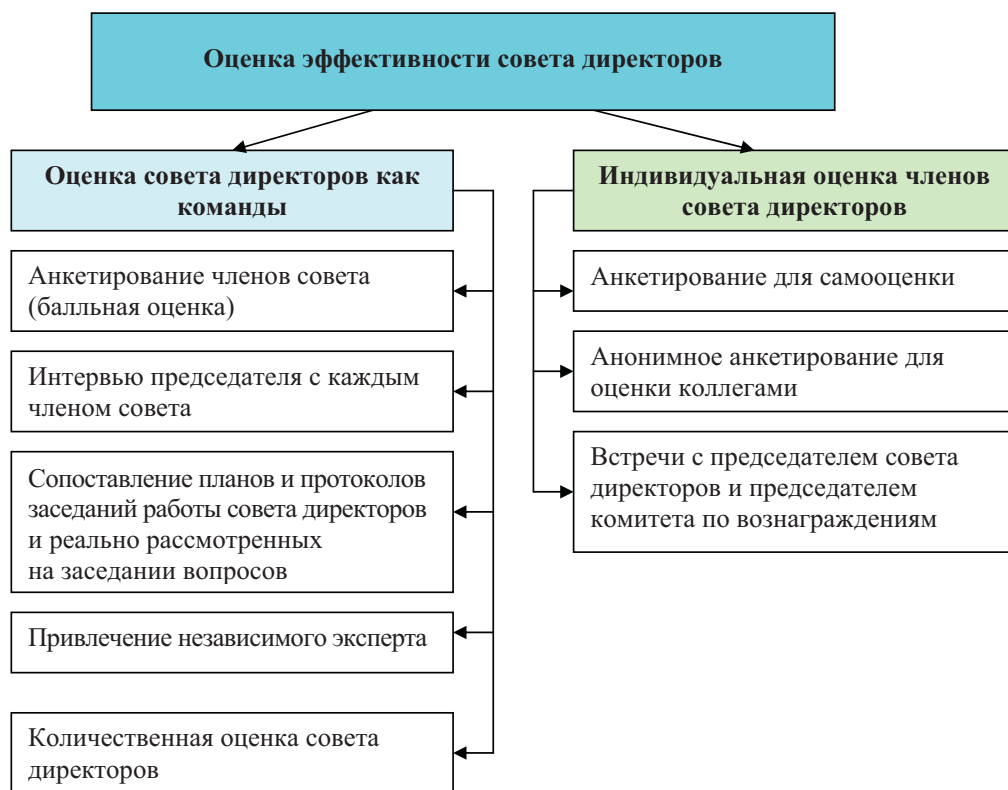 Оценка эффективности совета директоров
Оценка совета директоров как
команды
Анкетирование членов совета
(балльная оценка)
Интервью председателя с каждым
членом совета
Сопоставление планов и протоколов
заседаний работы совета директоров
и реально рассмотренных
на заседании вопросов
Привлечение независимого эксперта
Количественная оценка совета
директоров
Индивидуальная оценка членов
совета директоров
Анкетирование для самооценки
Анонимное анкетирование для
оценки коллегами
Встречи с председателем совета
директоров и председателем
комитета по вознаграждениям